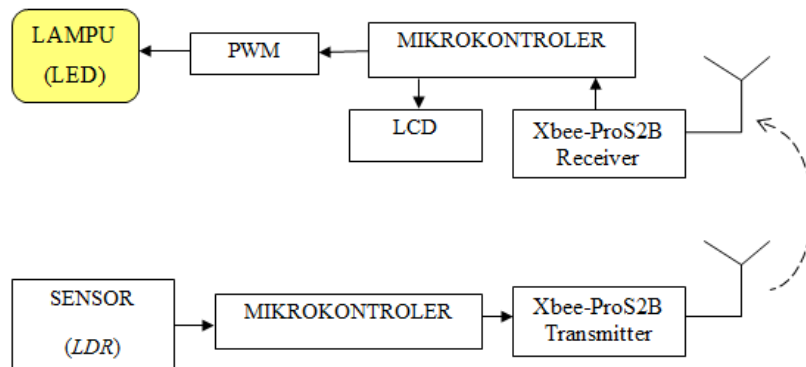 LAMPU
(LED)
PWM
MIKROKONTROLER
LCD
Xbee-ProS2B
Receiver
SENSOR
(LDR)
MIKROKONTROLER
Xbee-ProS2B
Transmitter